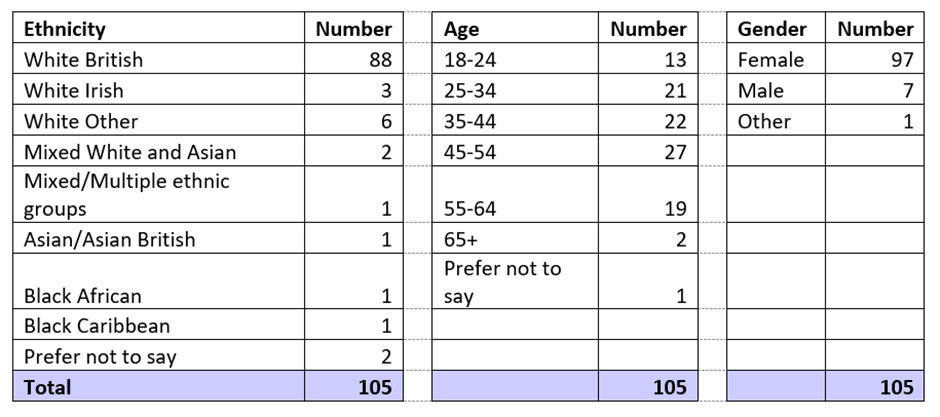 Ethnicity Number Age Number Gender Number
White British 88 18-24 13 Female 97
White Irish 3 25-34 21 Male 7
White Other 6 35-44 22 Other 1
Mixed White and Asian 2 45-54 27
Mixed/Multiple ethnic
groups 1 55-64 19
Asian/Asian British 1 65+ 2
Prefer not to
Black African 1 say 1
Black Caribbean 1
Prefer not to say 2
Total 105 105 105